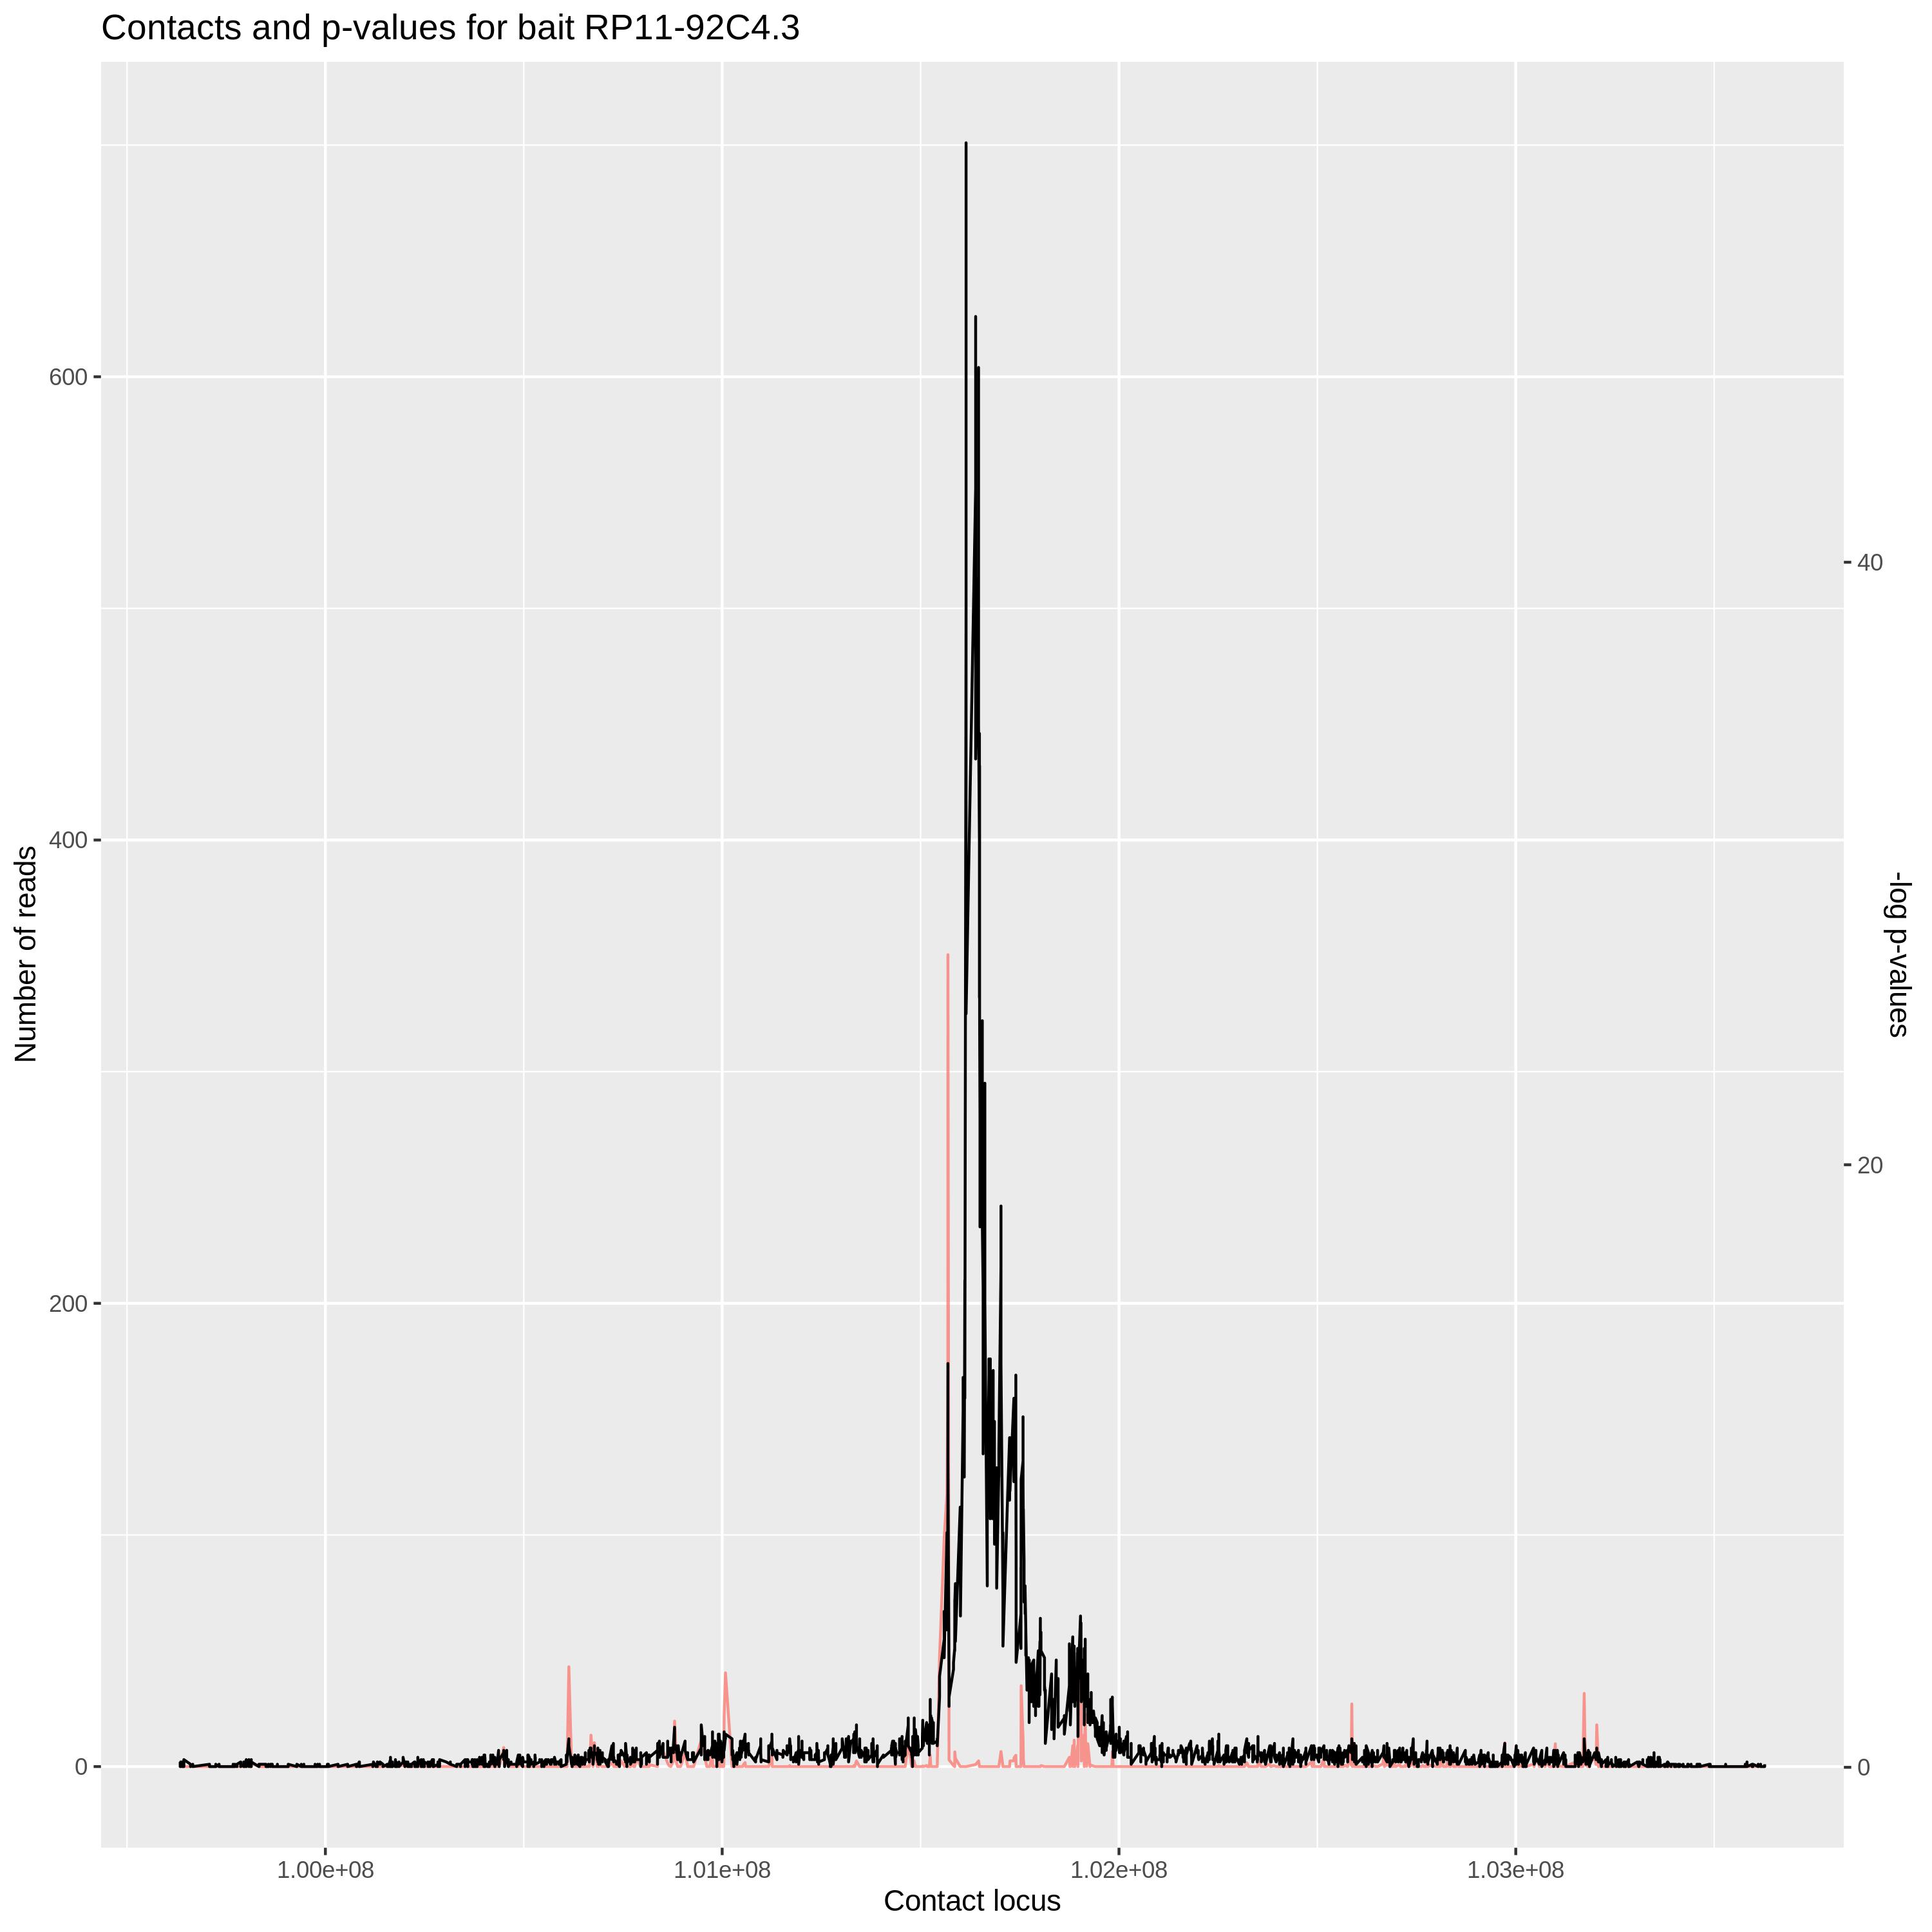 Contacts and p-values for bait RP11-92C4.3
Number of reads
600
400
200
0
40
20
0
-log p-values
1.00e+08
1.01e+08
1.02e+08
1.03e+08
Contact locus